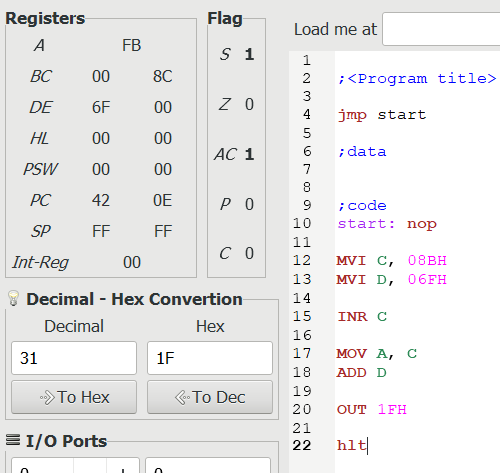 Registers
A FB
BC 00 8C
DE 6F 00
HL 00 00
PSW 00 00
PC 42 0E
SP FF FF
Int-Reg 00
Flag
S 1
Z 0
AC 1
P 0
C 0
Decimal - Hex Convertion
Decimal Hex
31 1F
To Hex To Dec
I/O Ports
0 + 0
Load me at
1
2 ;<Program title>
3
4 jmp start
5
6 ;data
7
8
9 ;code
10 start: nop
11
12 MVI C, 08BH
13 MVI D, 06FH
14
15 INR C
16
17 MOV A, C
18 ADD D
19
20 OUT 1FH
21
22 hlt